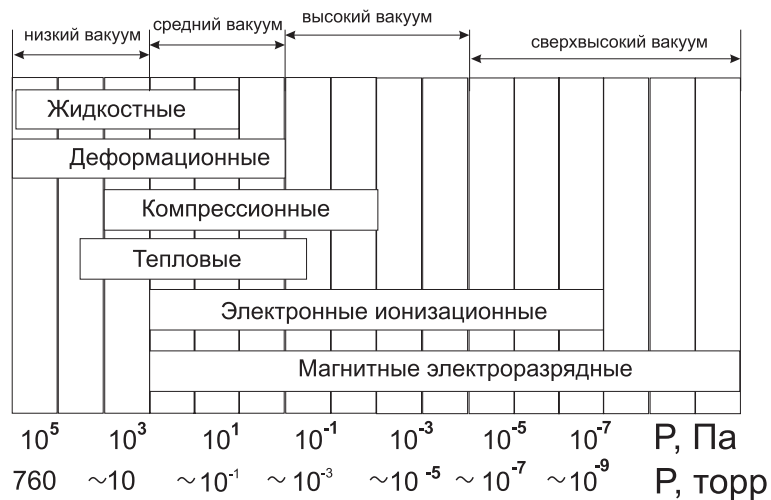 низкий вакуум средний вакуум высокий вакуум сверхвысокий вакуум
Жидкостные
Деформационные
Компрессионные
Тепловые
Электронные ионизационные
Магнитные электроразрядные
10⁵ 10³ 10¹ 10⁻¹ 10⁻³ 10⁻⁵ 10⁻⁷ P, Па
760 ~10 ~10⁻¹ ~10⁻³ ~10⁻⁵ ~10⁻⁷ ~10⁻⁹ P, торр